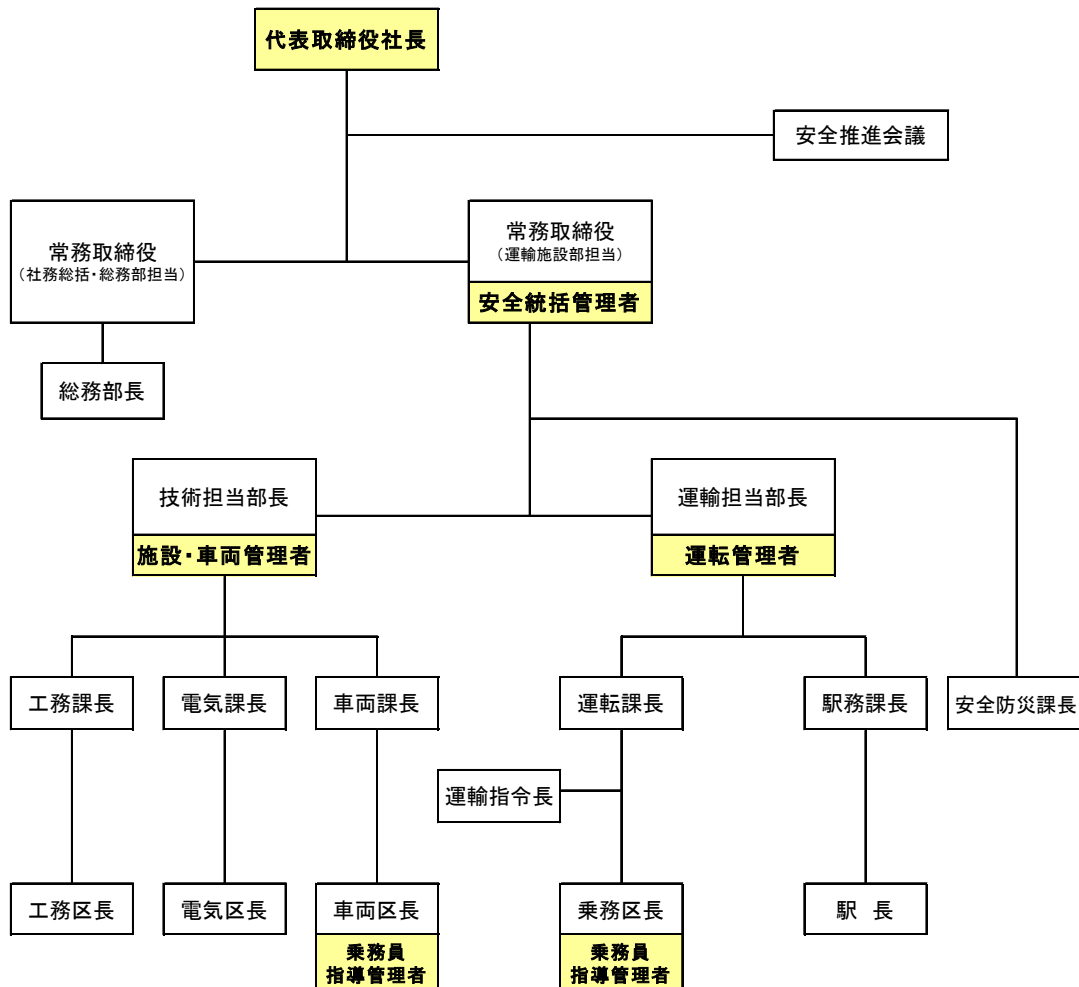 代表取締役社長
安全推進会議
常務取締役
（社務総括・総務部担当）
常務取締役
（運輸施設部担当）
安全統括管理者
総務部長
技術担当部長
施設・車両管理者
運輸担当部長
運転管理者
工務課長
電気課長
車両課長
運転課長
駅務課長
安全防災課長
運輸指令長
工務区長
電気区長
車両区長
乗務員
指導管理者
乗務区長
乗務員
指導管理者
駅 長